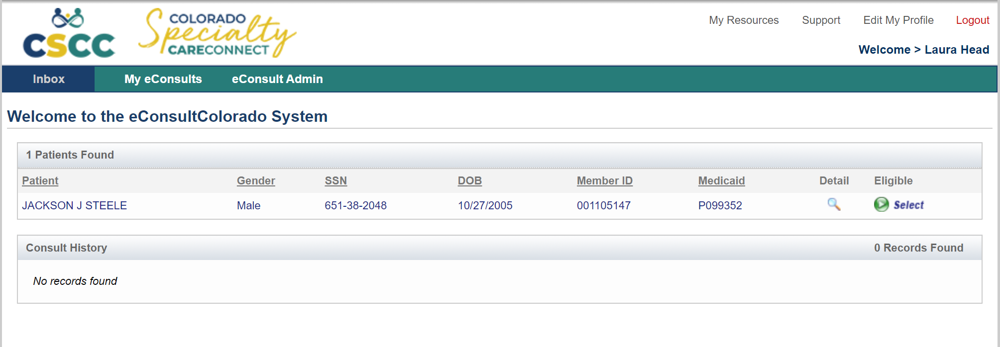 CSCC
COLORADO
Specialty
CARECONNECT
My Resources Support Edit My Profile Logout
Welcome > Laura Head
Inbox My eConsults eConsult Admin
Welcome to the eConsultColorado System
1 Patients Found
Patient Gender SSN DOB Member ID Medicaid Detail Eligible
JACKSON J STEELE Male 651-38-2048 10/27/2005 001105147 P099352 Select
Consult History 0 Records Found
No records found